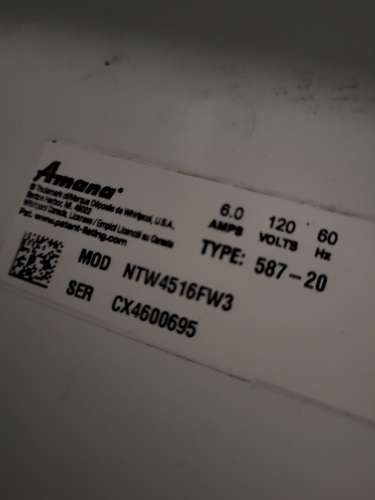 Amana®
® Trademark of/Marque Déposée de Whirlpool, U.S.A.
Benton Harbor, MI. 49022
Whirlpool Canada, Licensee / Emploi Licencié au Canada
Pat. www.patent-listing.com
6.0 120 60
AMPS VOLTS Hz
TYPE: 587-20
MOD NTW4516FW3
SER CX4600695